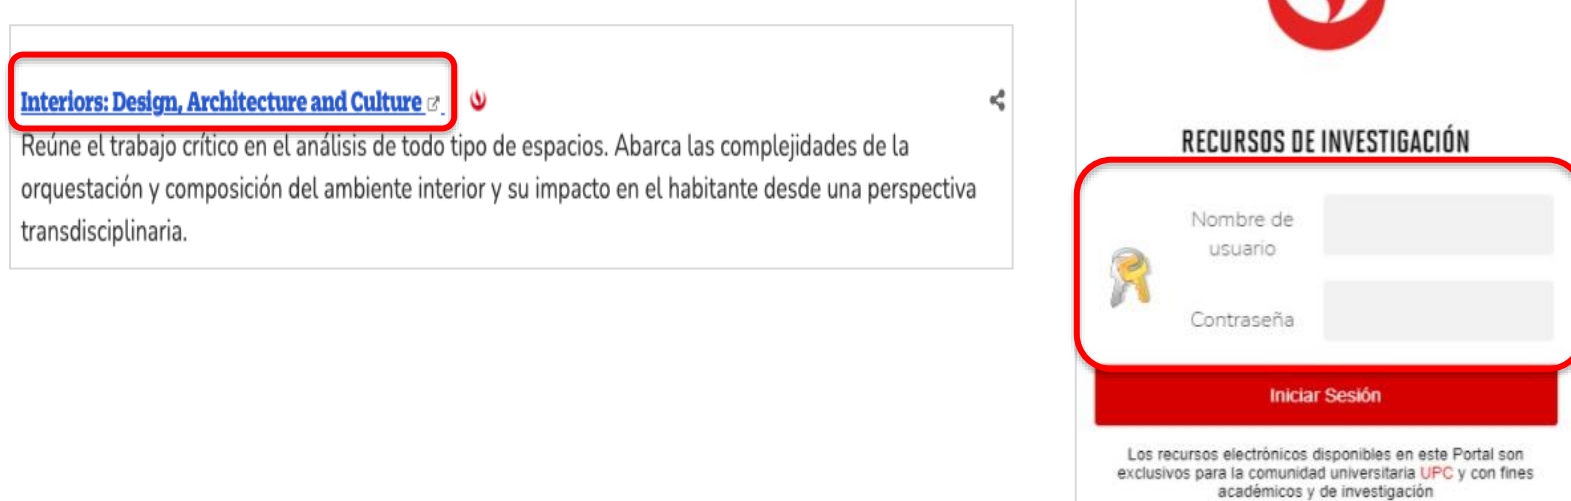 Interiors: Design, Architecture and Culture
Reúne el trabajo crítico en el análisis de todo tipo de espacios. Abarca las complejidades de la
orquestación y composición del ambiente interior y su impacto en el habitante desde una perspectiva
transdisciplinaria.
RECURSOS DE INVESTIGACIÓN
Nombre de
usuario
Contraseña
Iniciar Sesión
Los recursos electrónicos disponibles en este Portal son
exclusivos para la comunidad universitaria UPC y con fines
académicos y de investigación